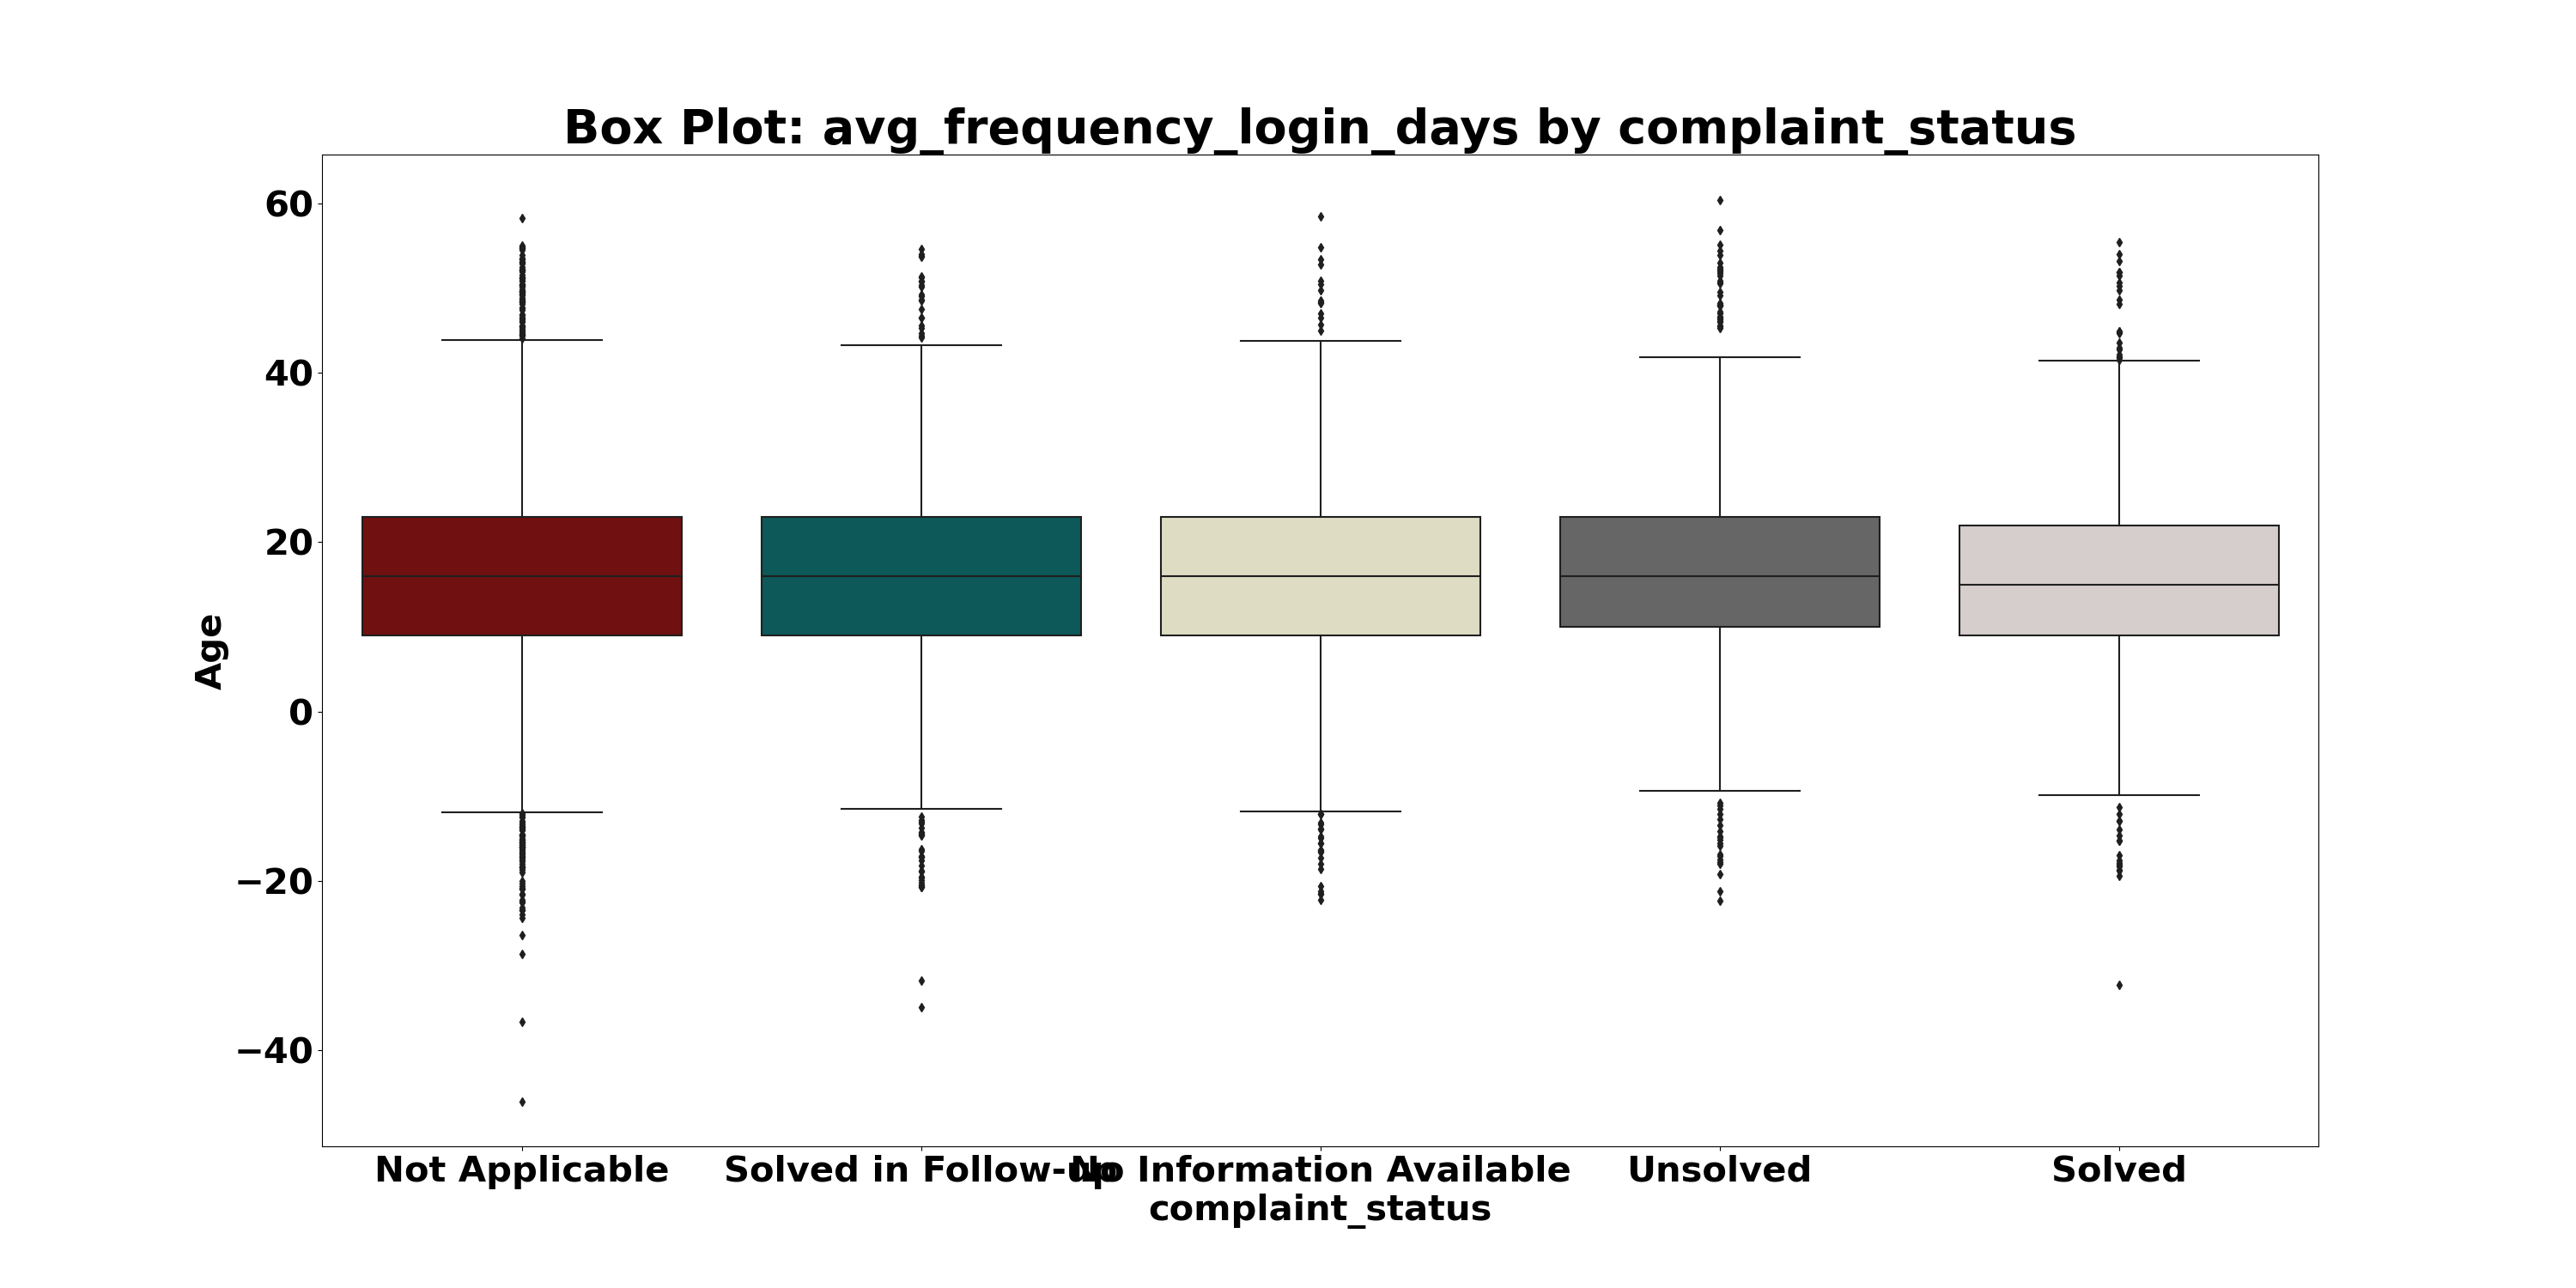 Box Plot: avg_frequency_login_days by complaint_status
60
40
20
0
−20
−40
Age
Not Applicable Solved in Follow-up No Information Available Unsolved Solved
complaint_status